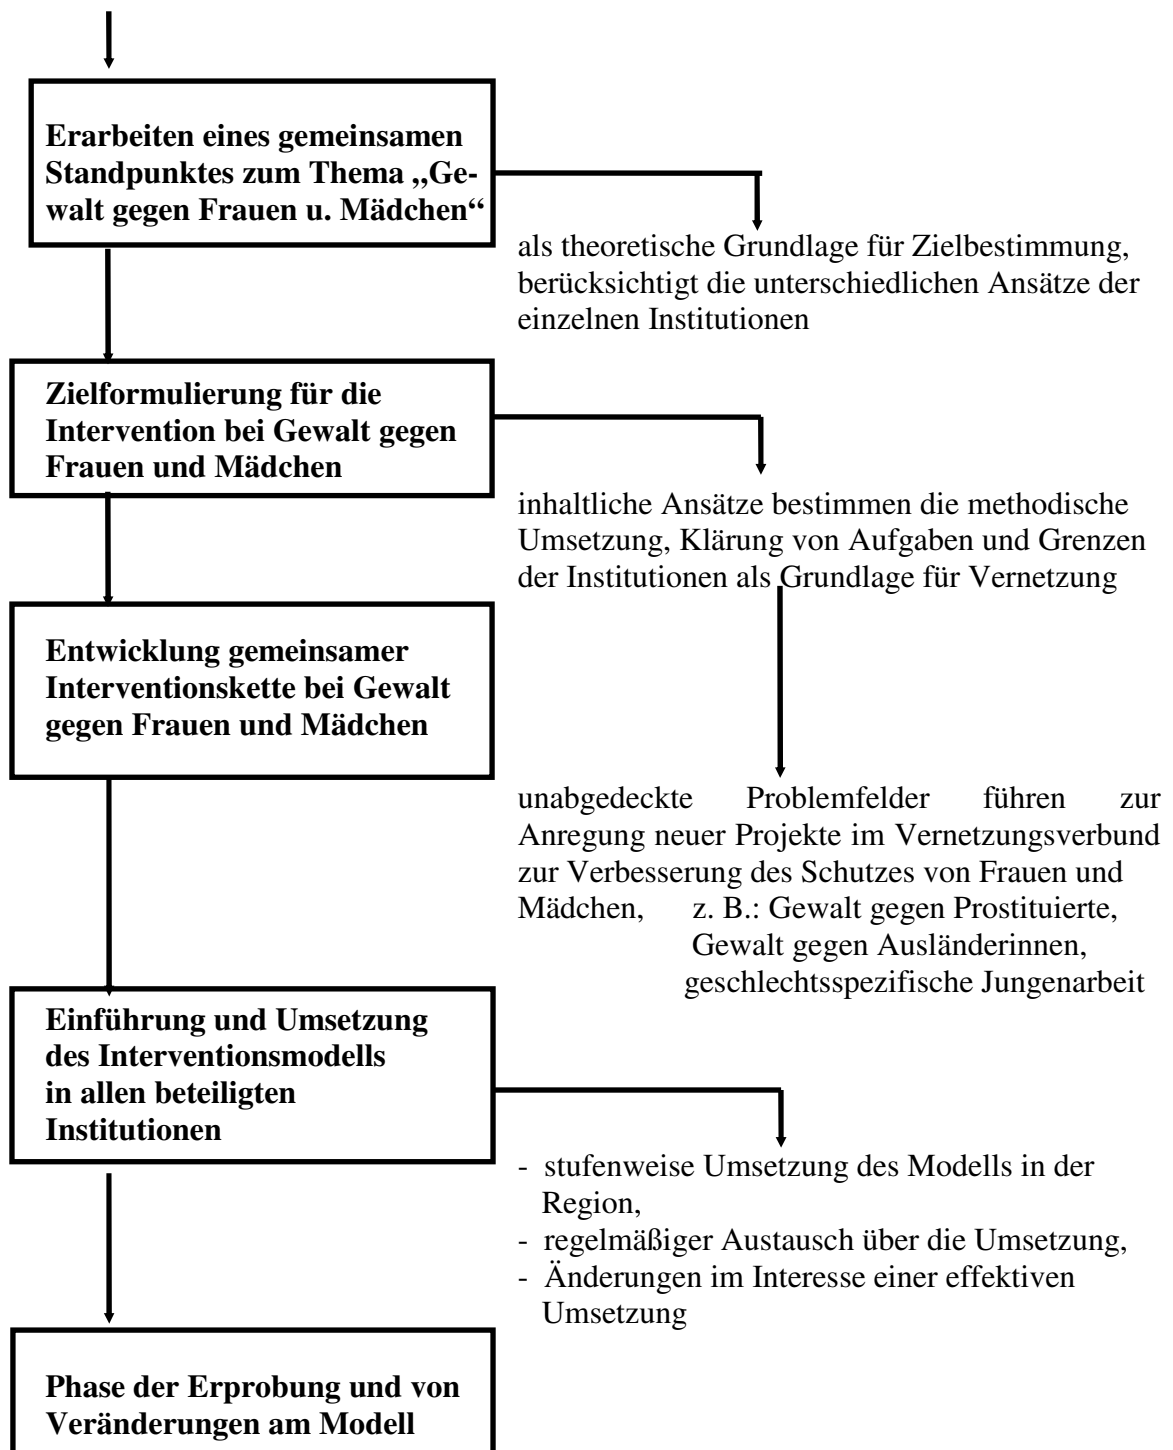 Erarbeiten eines gemeinsamen
Standpunktes zum Thema „Ge-
walt gegen Frauen u. Mädchen“
als theoretische Grundlage für Zielbestimmung,
berücksichtigt die unterschiedlichen Ansätze der
einzelnen Institutionen
Zielformulierung für die
Intervention bei Gewalt gegen
Frauen und Mädchen
inhaltliche Ansätze bestimmen die methodische
Umsetzung, Klärung von Aufgaben und Grenzen
der Institutionen als Grundlage für Vernetzung
Entwicklung gemeinsamer
Interventionskette bei Gewalt
gegen Frauen und Mädchen
unabgedeckte Problemfelder führen zur
Anregung neuer Projekte im Vernetzungsverbund
zur Verbesserung des Schutzes von Frauen und
Mädchen, z. B.: Gewalt gegen Prostituierte,
Gewalt gegen Ausländerinnen,
geschlechtsspezifische Jungenarbeit
Einführung und Umsetzung
des Interventionsmodells
in allen beteiligten
Institutionen
- stufenweise Umsetzung des Modells in der
Region,
- regelmäßiger Austausch über die Umsetzung,
- Änderungen im Interesse einer effektiven
Umsetzung
Phase der Erprobung und von
Veränderungen am Modell